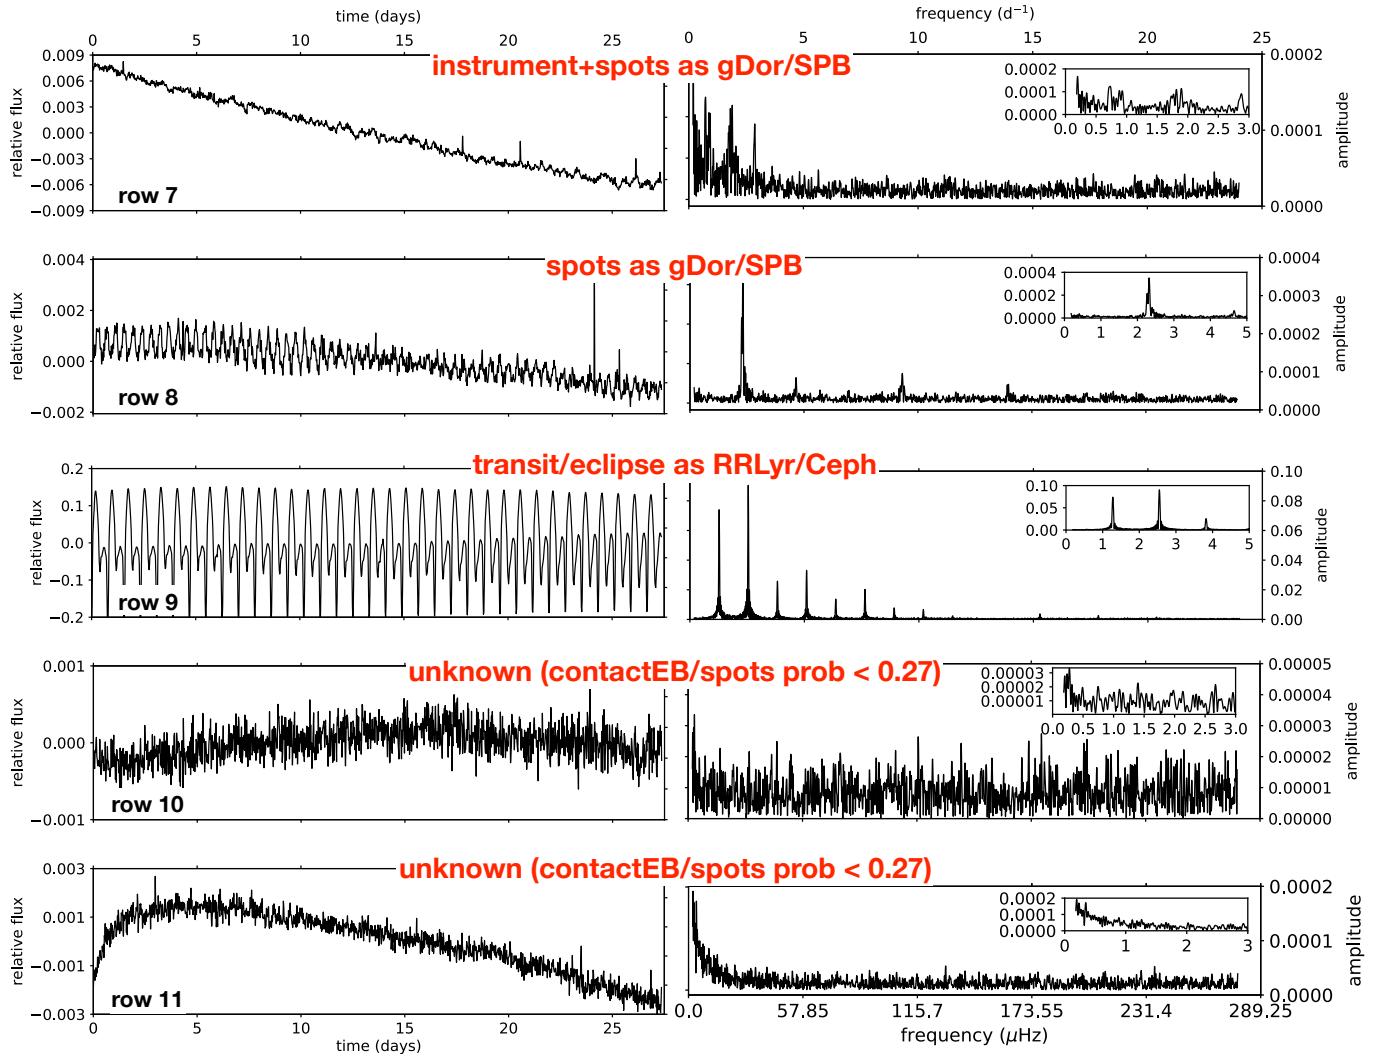 time (days)
frequency (d⁻¹)
0 5 10 15 20 25
0 5 10 15 20 25
instrument+spots as gDor/SPB
0.009
0.006
0.003
0.000
−0.003
−0.006
−0.009
relative flux
row 7
0.0002
0.0001
0.0000
0.0 0.5 1.0 1.5 2.0 2.5 3.0
0.0002
0.0001
0.0000
amplitude
spots as gDor/SPB
0.004
0.002
0.000
−0.002
relative flux
row 8
0.0004
0.0002
0.0000
0 1 2 3 4 5
0.0004
0.0003
0.0002
0.0001
0.0000
amplitude
transit/eclipse as RRLyr/Ceph
0.2
0.1
0.0
−0.1
−0.2
relative flux
row 9
0.10
0.05
0.00
0 1 2 3 4 5
0.10
0.08
0.06
0.04
0.02
0.00
amplitude
unknown (contactEB/spots prob < 0.27)
0.001
0.000
−0.001
relative flux
row 10
0.00003
0.00002
0.00001
0.0 0.5 1.0 1.5 2.0 2.5 3.0
0.00005
0.00004
0.00003
0.00002
0.00001
0.00000
amplitude
unknown (contactEB/spots prob < 0.27)
0.003
0.001
−0.001
−0.003
relative flux
row 11
0.0002
0.0001
0.0000
0 1 2 3
0.0002
0.0001
0.0000
amplitude
0 5 10 15 20 25
time (days)
0.0 57.85 115.7 173.55 231.4 289.25
frequency (μHz)